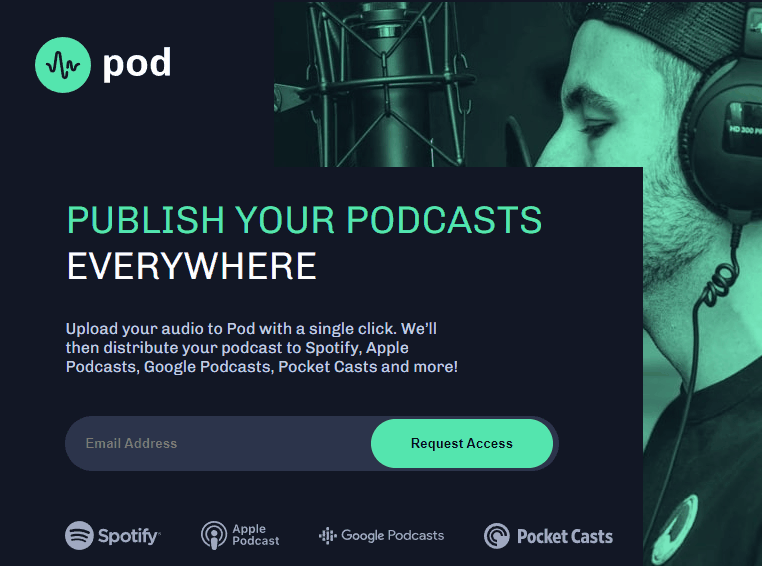 pod
HD 300
PUBLISH YOUR PODCASTS
EVERYWHERE
Upload your audio to Pod with a single click. We'll
then distribute your podcast to Spotify, Apple
Podcasts, Google Podcasts, Pocket Casts and more!
Email Address
Request Access
Spotify
Apple
Podcast
Google Podcasts
Pocket Casts